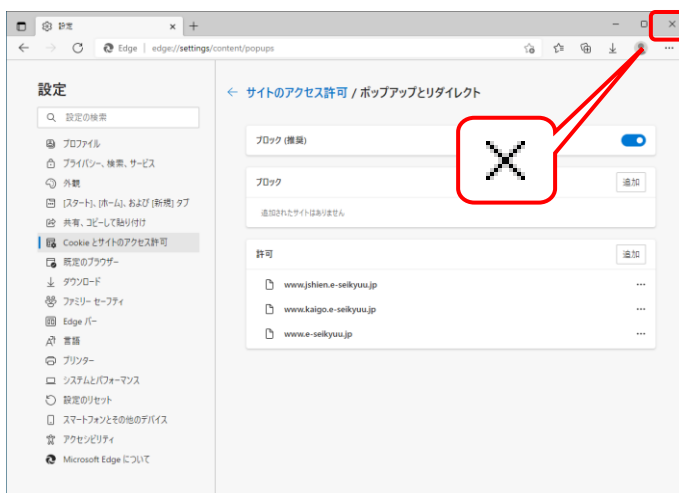 設定
Edge | edge://settings/content/popups
設定
設定の検索
プロファイル
プライバシー、検索、サービス
外観
[スタート]、[ホーム]、および [新規] タブ
共有、コピーして貼り付け
Cookie とサイトのアクセス許可
既定のブラウザー
ダウンロード
ファミリー セーフティ
Edge バー
言語
プリンター
システムとパフォーマンス
設定のリセット
スマートフォンとその他のデバイス
アクセシビリティ
Microsoft Edge について
← サイトのアクセス許可 / ポップアップとリダイレクト
ブロック (推奨)
ブロック
追加
追加されたサイトはありません
許可
追加
www.jshien.e-seikyuu.jp
www.kaigo.e-seikyuu.jp
www.e-seikyuu.jp